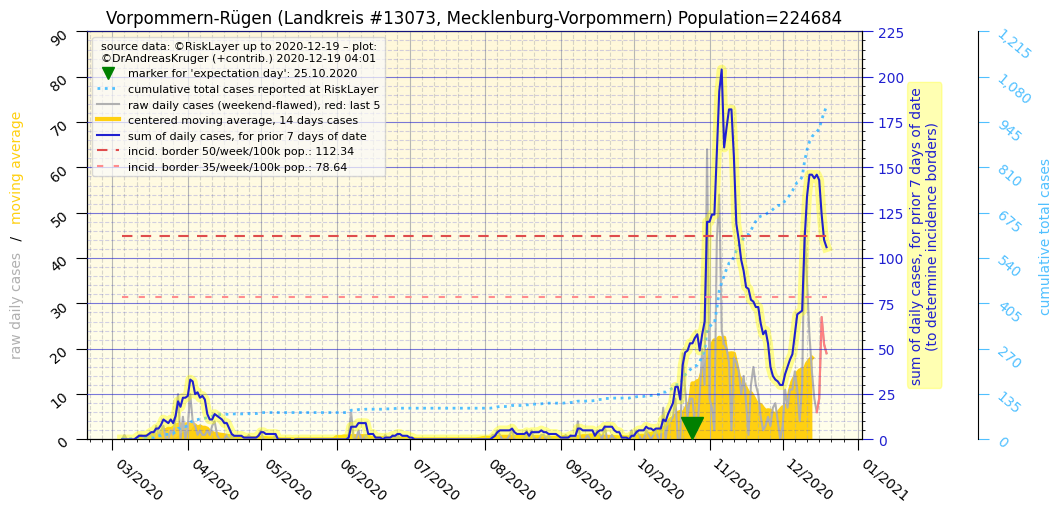 Vorpommern-Rügen (Landkreis #13073, Mecklenburg-Vorpommern) Population=224684
source data: ©RiskLayer up to 2020-12-19 – plot:
©DrAndreasKruger (+contrib.) 2020-12-19 04:01
marker for 'expectation day': 25.10.2020
cumulative total cases reported at RiskLayer
raw daily cases (weekend-flawed), red: last 5
centered moving average, 14 days cases
sum of daily cases, for prior 7 days of date
incid. border 50/week/100k pop.: 112.34
incid. border 35/week/100k pop.: 78.64
raw daily cases / moving average
90
80
70
60
50
40
30
20
10
0
03/2020
04/2020
05/2020
06/2020
07/2020
08/2020
09/2020
10/2020
11/2020
12/2020
01/2021
225
200
175
150
125
100
75
50
25
0
sum of daily cases, for prior 7 days of date
(to determine incidence borders)
1,215
1,080
945
810
675
540
405
270
135
0
cumulative total cases